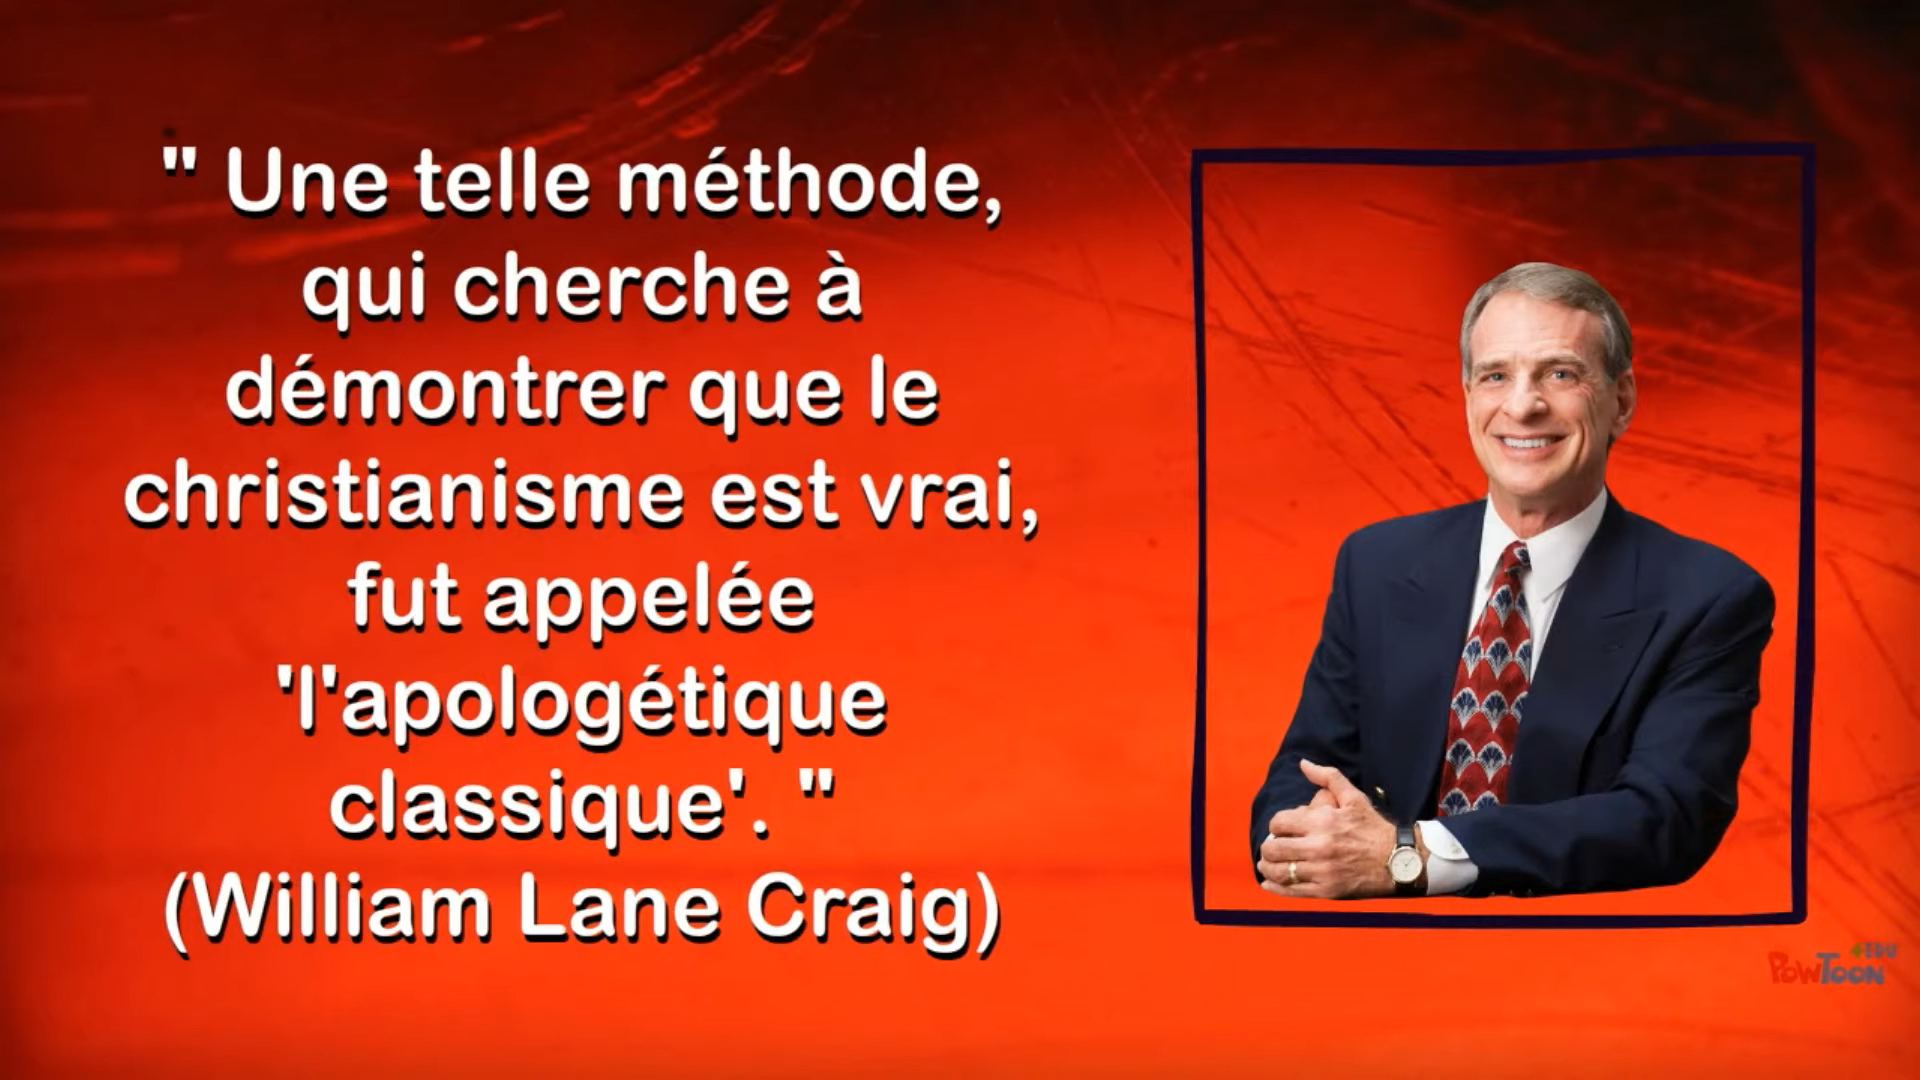 " Une telle méthode,
qui cherche à
démontrer que le
christianisme est vrai,
fut appelée
'l'apologétique
classique'. "
(William Lane Craig)
4EDU
POWTOON